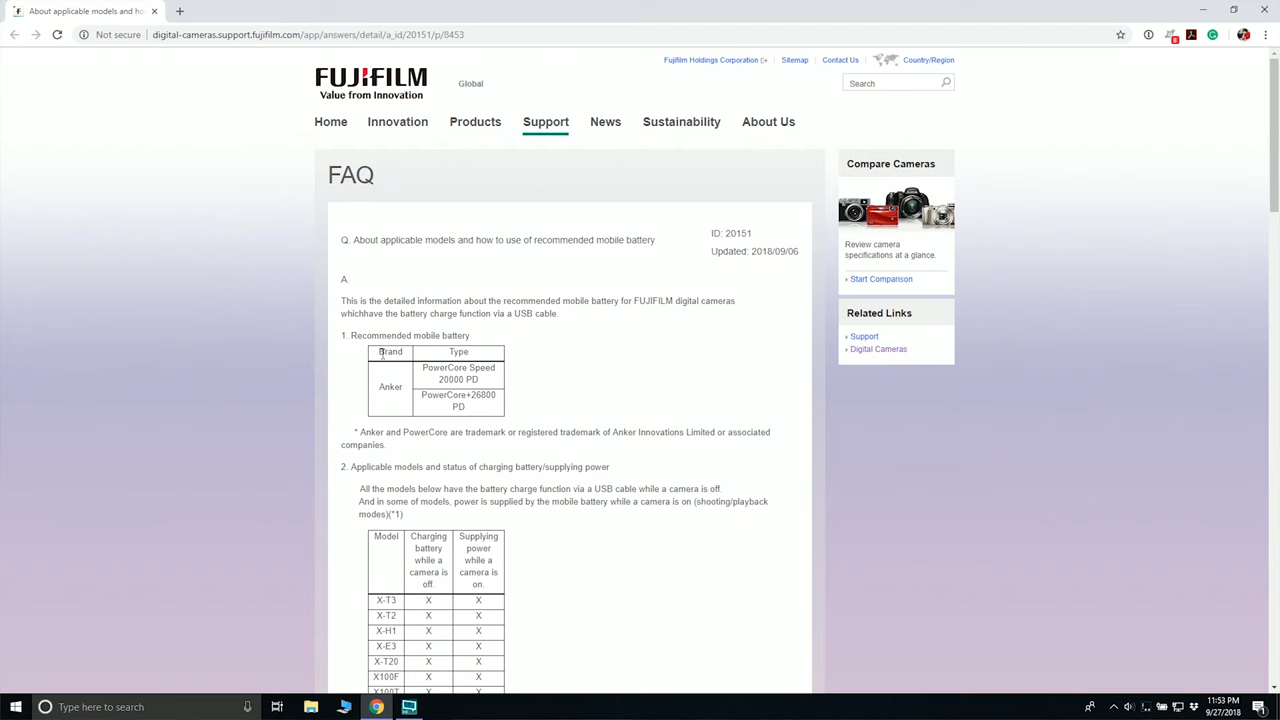 About applicable models and ho
Not secure
digital-cameras.support.fujifilm.com/app/answers/detail/a_id/20151/p/8453
Fujifilm Holdings Corporation
Sitemap
Contact Us
Country/Region
FUJIFILM
Value from Innovation
Global
Search
Home
Innovation
Products
Support
News
Sustainability
About Us
FAQ
ID: 20151
Q. About applicable models and how to use of recommended mobile battery
Updated: 2018/09/06
A.
This is the detailed information about the recommended mobile battery for FUJIFILM digital cameras
whichhave the battery charge function via a USB cable.
1. Recommended mobile battery
Brand Type
Anker
PowerCore Speed
20000 PD
PowerCore+26800
PD
* Anker and PowerCore are trademark or registered trademark of Anker Innovations Limited or associated
companies.
2. Applicable models and status of charging battery/supplying power
All the models below have the battery charge function via a USB cable while a camera is off.
And in some of models, power is supplied by the mobile battery while a camera is on (shooting/playback
modes)(*1)
Model
Charging
battery
while a
camera is
off.
Supplying
power
while a
camera is
on.
X-T3 X X
X-T2 X X
X-H1 X X
X-E3 X X
X-T20 X X
X100F X X
X100T X X
Compare Cameras
Review camera
specifications at a glance.
Start Comparison
Related Links
Support
Digital Cameras
Type here to search
11:53 PM
9/27/2018